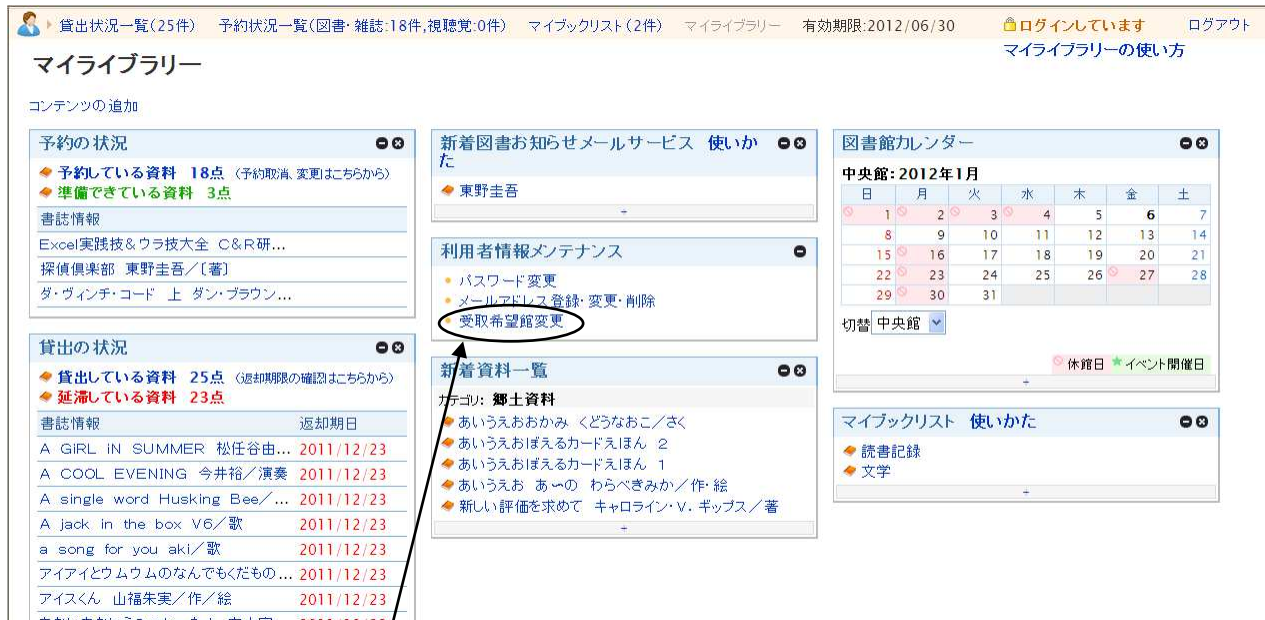 貸出状況一覧(25件) 予約状況一覧(図書・雑誌:18件,視聴覚:0件) マイブックリスト(2件) マイライブラリー 有効期限:2012/06/30 ログインしています ログアウト
マイライブラリーの使い方
マイライブラリー
コンテンツの追加
予約の状況
予約している資料 18点 (予約取消、変更はこちらから)
準備できている資料 3点
書誌情報
Excel実践技&ウラ技大全 C&R研...
探偵倶楽部 東野圭吾/〔著〕
ダ・ヴィンチ・コード 上 ダン・ブラウン...
貸出の状況
貸出している資料 25点 (返却期限の確認はこちらから)
延滞している資料 23点
書誌情報 返却期日
A GiRL iN SUMMER 松任谷由... 2011/12/23
A COOL EVENING 今井裕/演奏 2011/12/23
A single word Husking Bee/... 2011/12/23
A jack in the box V6/歌 2011/12/23
a song for you aki/歌 2011/12/23
アイアイとウムウムのなんでもくだもの... 2011/12/23
アイスくん 山福朱実/作/絵 2011/12/23
新着図書お知らせメールサービス 使いか
た
東野圭吾
+
利用者情報メンテナンス
パスワード変更
メールアドレス登録・変更・削除
受取希望館変更
新着資料一覧
カテゴリ: 郷土資料
あいうえおおかみ くどうなおこ/さく
あいうえおぼえるカードえほん 2
あいうえおぼえるカードえほん 1
あいうえお あ〜の わらべきみか/作・絵
新しい評価を求めて キャロライン・V. ギップス/著
+
図書館カレンダー
中央館:2012年1月
日 月 火 水 木 金 土
1 2 3 4 5 6 7
8 9 10 11 12 13 14
15 16 17 18 19 20 21
22 23 24 25 26 27 28
29 30 31
切替 中央館
休館日 イベント開催日
+
マイブックリスト 使いかた
読書記録
文学
+